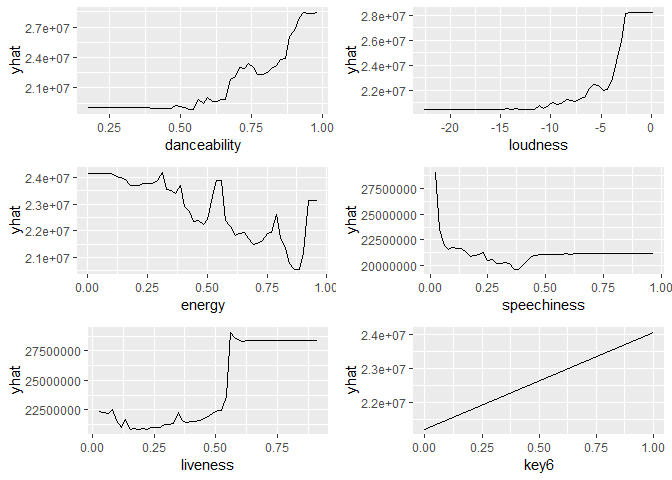 yhat
2.7e+07
2.4e+07
2.1e+07
0.25 0.50 0.75 1.00
danceability
yhat
2.8e+07
2.6e+07
2.4e+07
2.2e+07
-20 -15 -10 -5 0
loudness
yhat
2.4e+07
2.3e+07
2.2e+07
2.1e+07
0.00 0.25 0.50 0.75 1.00
energy
yhat
27500000
25000000
22500000
20000000
0.00 0.25 0.50 0.75 1.00
speechiness
yhat
27500000
25000000
22500000
0.00 0.25 0.50 0.75
liveness
yhat
2.4e+07
2.3e+07
2.2e+07
0.00 0.25 0.50 0.75 1.00
key6